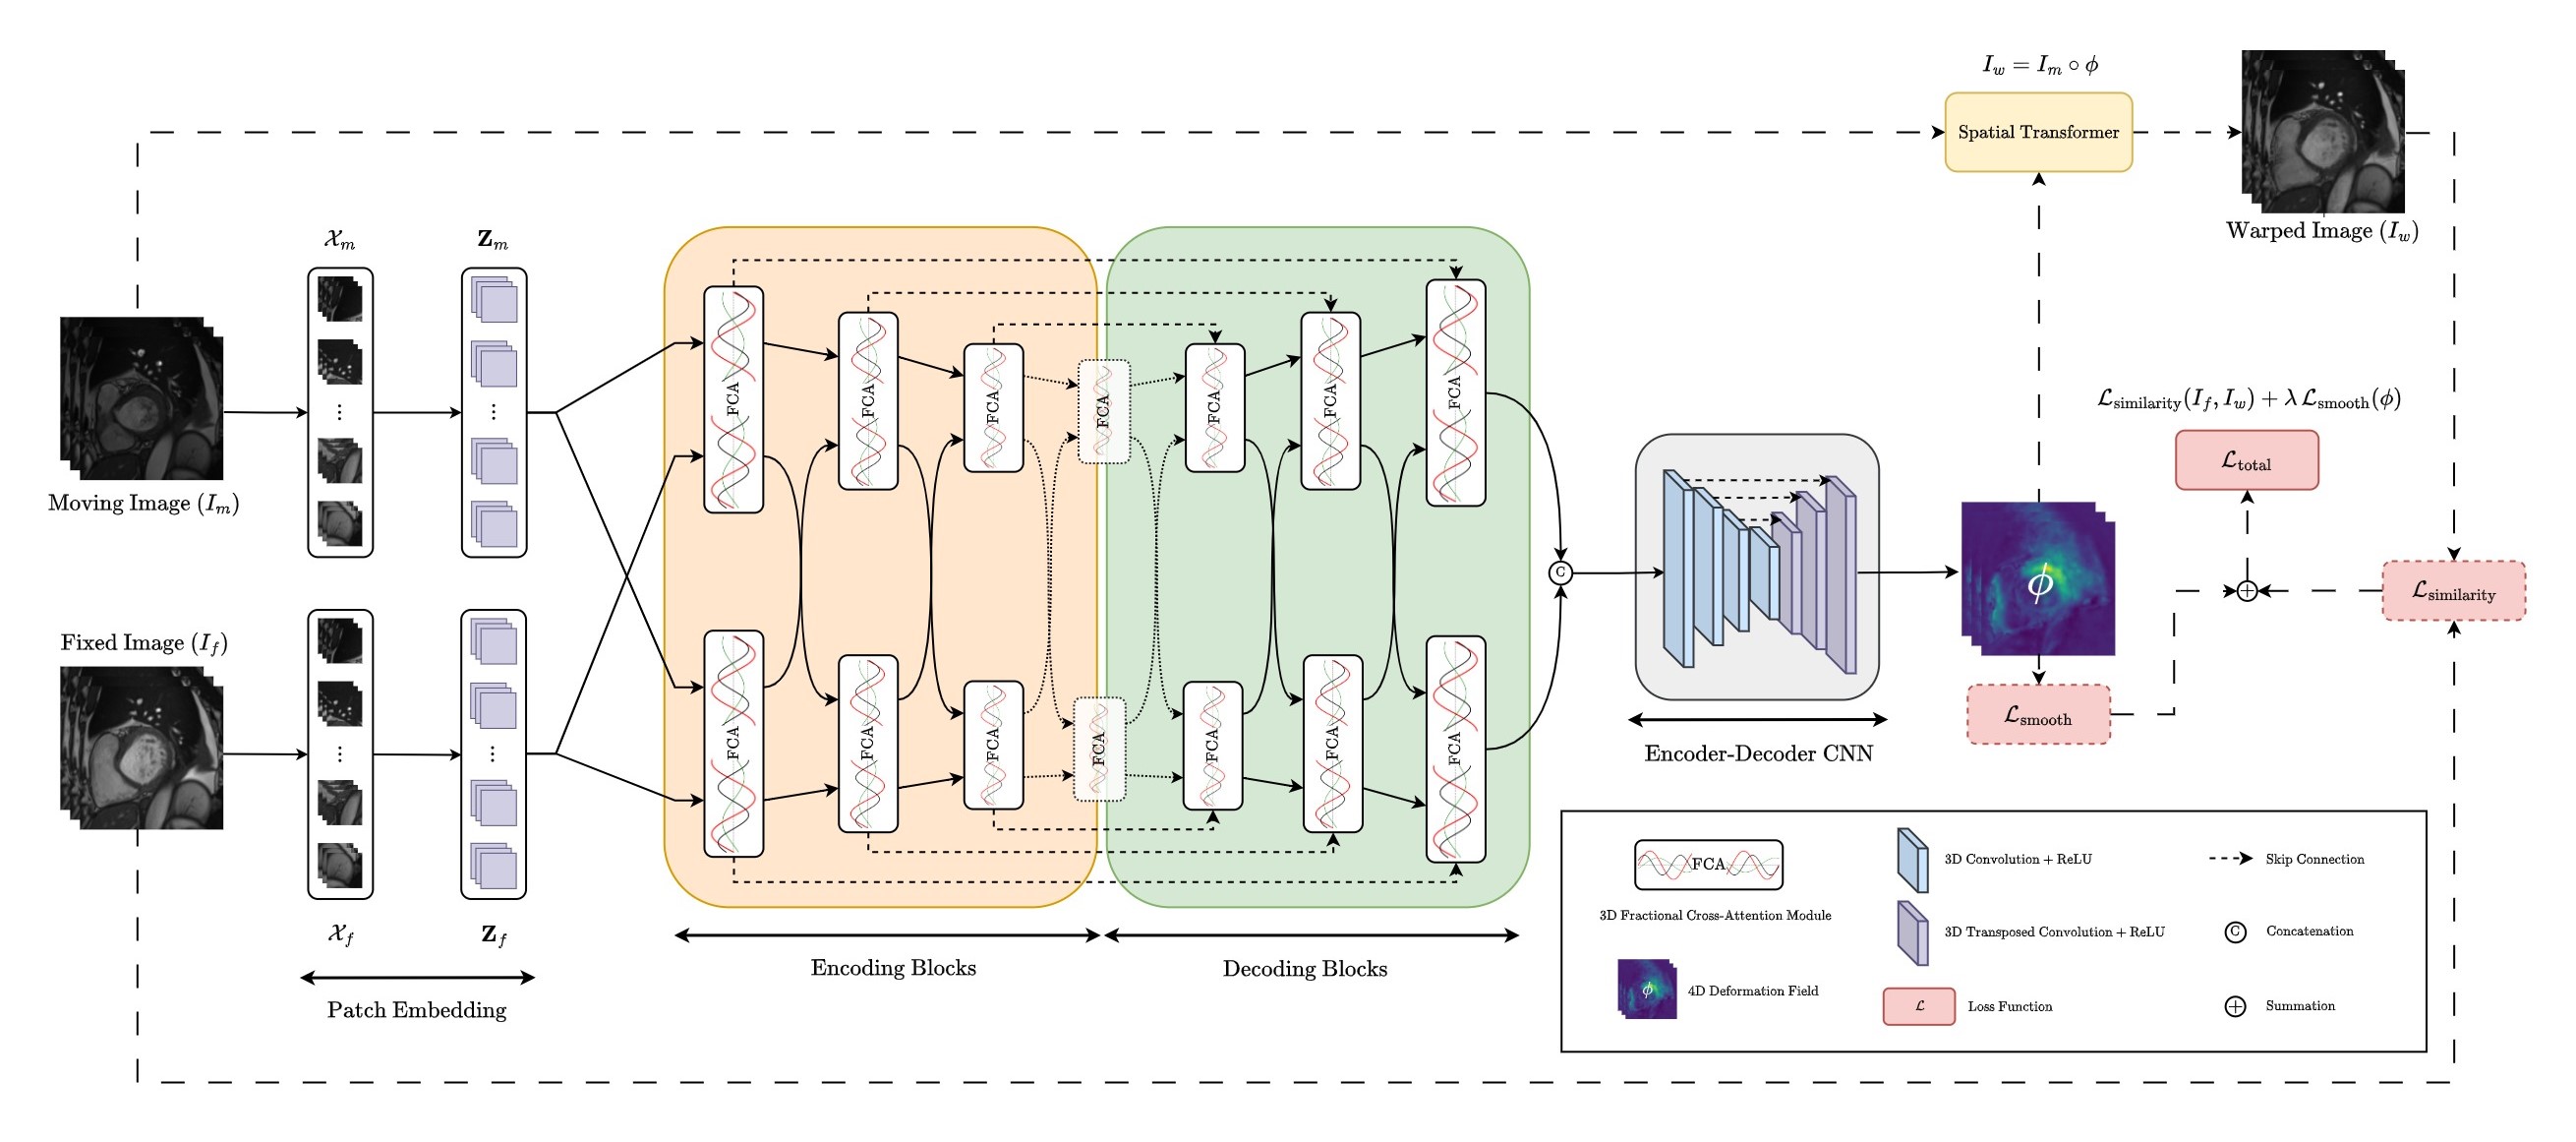 $I_w = I_m \circ \phi$
Spatial Transformer
Warped Image ($I_w$)
$\mathcal{X}_m$
$\mathbf{Z}_m$
⋮
⋮
Moving Image ($I_m$)
Fixed Image ($I_f$)
⋮
⋮
$\mathcal{X}_f$
$\mathbf{Z}_f$
Patch Embedding
FCA
FCA
FCA
FCA
FCA
FCA
FCA
FCA
FCA
FCA
FCA
FCA
FCA
FCA
Encoding Blocks
Decoding Blocks
C
Encoder-Decoder CNN
$\phi$
$\mathcal{L}_{\text{smooth}}$
$\mathcal{L}_{\text{similarity}}(I_f, I_w) + \lambda \mathcal{L}_{\text{smooth}}(\phi)$
$\mathcal{L}_{\text{total}}$
+
$\mathcal{L}_{\text{similarity}}$
FCA
3D Fractional Cross-Attention Module
$\phi$
4D Deformation Field
3D Convolution + ReLU
3D Transposed Convolution + ReLU
$\mathcal{L}$
Loss Function
Skip Connection
C
Concatenation
+
Summation